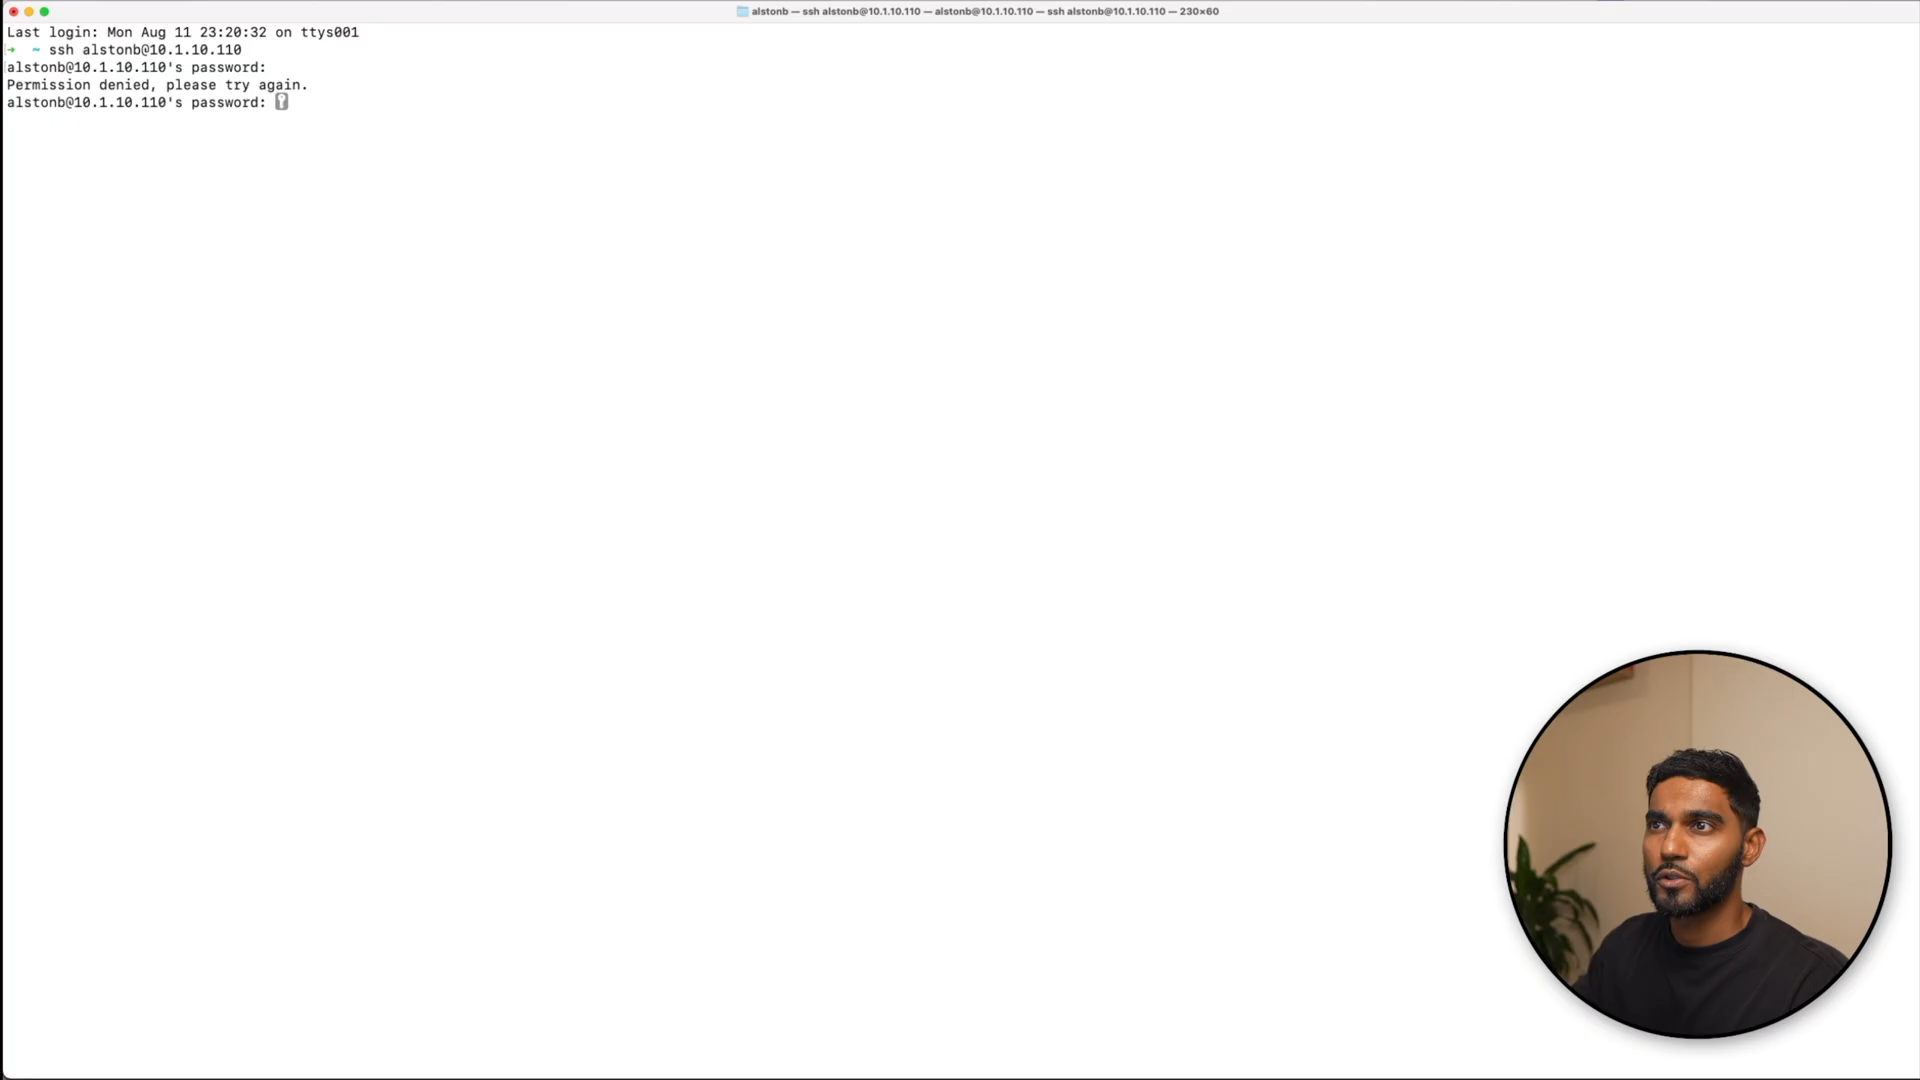 alstonb — ssh alstonb@10.1.10.110 — alstonb@10.1.10.110 — ssh alstonb@10.1.10.110 — 230×60
Last login: Mon Aug 11 23:20:32 on ttys001
➜  ~ ssh alstonb@10.1.10.110
alstonb@10.1.10.110's password:
Permission denied, please try again.
alstonb@10.1.10.110's password: